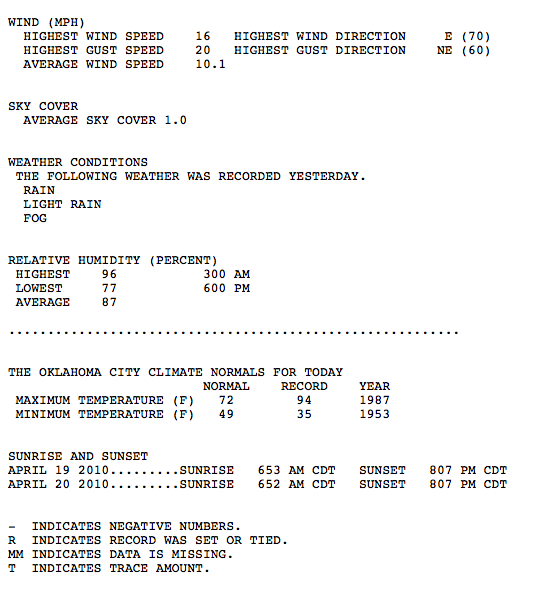 WIND (MPH)
HIGHEST WIND SPEED 16 HIGHEST WIND DIRECTION E (70)
HIGHEST GUST SPEED 20 HIGHEST GUST DIRECTION NE (60)
AVERAGE WIND SPEED 10.1
SKY COVER
AVERAGE SKY COVER 1.0
WEATHER CONDITIONS
THE FOLLOWING WEATHER WAS RECORDED YESTERDAY.
RAIN
LIGHT RAIN
FOG
RELATIVE HUMIDITY (PERCENT)
HIGHEST 96 300 AM
LOWEST 77 600 PM
AVERAGE 87
..........................................................
THE OKLAHOMA CITY CLIMATE NORMALS FOR TODAY
NORMAL RECORD YEAR
MAXIMUM TEMPERATURE (F) 72 94 1987
MINIMUM TEMPERATURE (F) 49 35 1953
SUNRISE AND SUNSET
APRIL 19 2010.........SUNRISE 653 AM CDT SUNSET 807 PM CDT
APRIL 20 2010.........SUNRISE 652 AM CDT SUNSET 807 PM CDT
- INDICATES NEGATIVE NUMBERS.
R INDICATES RECORD WAS SET OR TIED.
MM INDICATES DATA IS MISSING.
T INDICATES TRACE AMOUNT.